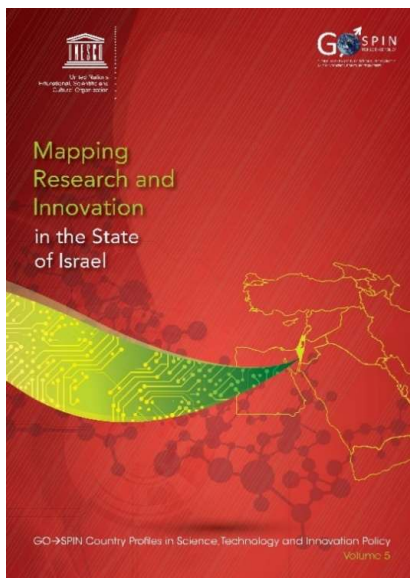 UNESCO
United Nations
Educational, Scientific and
Cultural Organization
GO SPIN
Mapping
Research and
Innovation
in the State
of Israel
GO→SPIN Country Profiles in Science, Technology and Innovation Policy
Volume 5